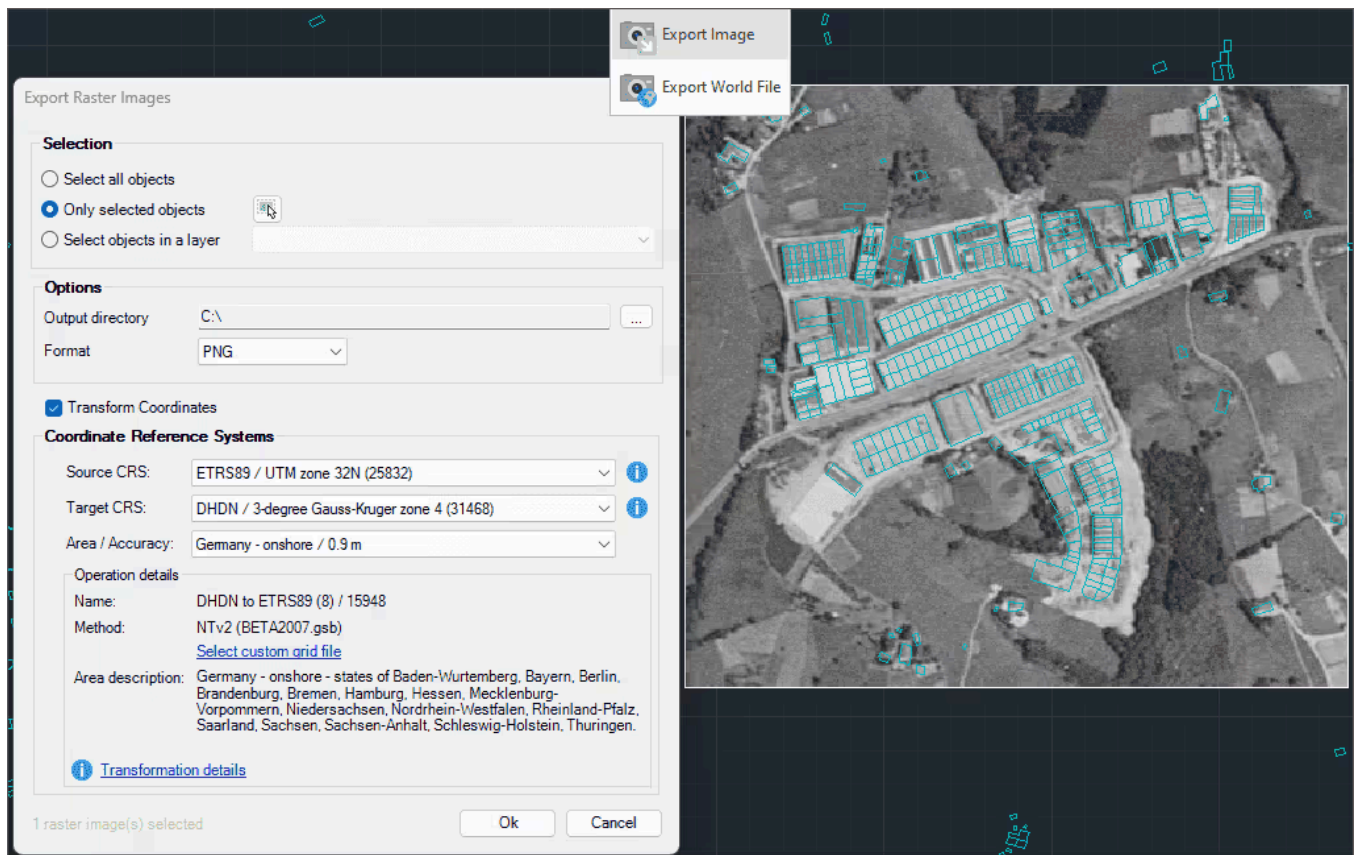 Export Image
Export World File
Export Raster Images
Selection
Select all objects
Only selected objects
Select objects in a layer
Options
Output directory C:\
...
Format PNG
Transform Coordinates
Coordinate Reference Systems
Source CRS: ETRS89 / UTM zone 32N (25832)
Target CRS: DHDN / 3-degree Gauss-Kruger zone 4 (31468)
Area / Accuracy: Germany - onshore / 0.9 m
Operation details
Name: DHDN to ETRS89 (8) / 15948
Method: NTv2 (BETA2007.gsb)
Select custom grid file
Area description: Germany - onshore - states of Baden-Wurtemberg, Bayern, Berlin,
Brandenburg, Bremen, Hamburg, Hessen, Mecklenburg-
Vorpommern, Niedersachsen, Nordrhein-Westfalen, Rheinland-Pfalz,
Saarland, Sachsen, Sachsen-Anhalt, Schleswig-Holstein, Thuringen.
Transformation details
1 raster image(s) selected
Ok
Cancel